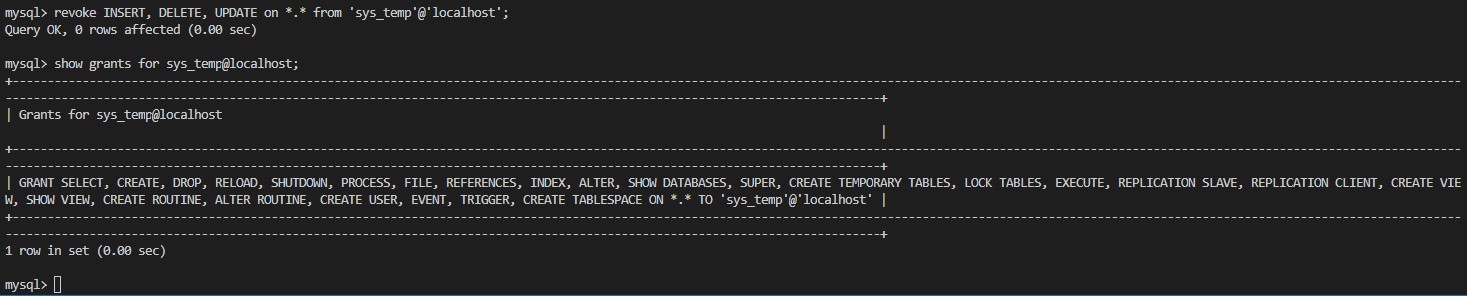 mysql> revoke INSERT, DELETE, UPDATE on *.* from 'sys_temp'@'localhost';
Query OK, 0 rows affected (0.00 sec)
mysql> show grants for sys_temp@localhost;
+------------------------------------------------------------------------------------------------------------------------------------------------------------------------------------------------------------------
-----------------------------------------------------------------------------------------------------------------------------+
| Grants for sys_temp@localhost
|
+------------------------------------------------------------------------------------------------------------------------------------------------------------------------------------------------------------------
-----------------------------------------------------------------------------------------------------------------------------+
| GRANT SELECT, CREATE, DROP, RELOAD, SHUTDOWN, PROCESS, FILE, REFERENCES, INDEX, ALTER, SHOW DATABASES, SUPER, CREATE TEMPORARY TABLES, LOCK TABLES, EXECUTE, REPLICATION SLAVE, REPLICATION CLIENT, CREATE VIE
W, SHOW VIEW, CREATE ROUTINE, ALTER ROUTINE, CREATE USER, EVENT, TRIGGER, CREATE TABLESPACE ON *.* TO 'sys_temp'@'localhost' |
+------------------------------------------------------------------------------------------------------------------------------------------------------------------------------------------------------------------
-----------------------------------------------------------------------------------------------------------------------------+
1 row in set (0.00 sec)
mysql>